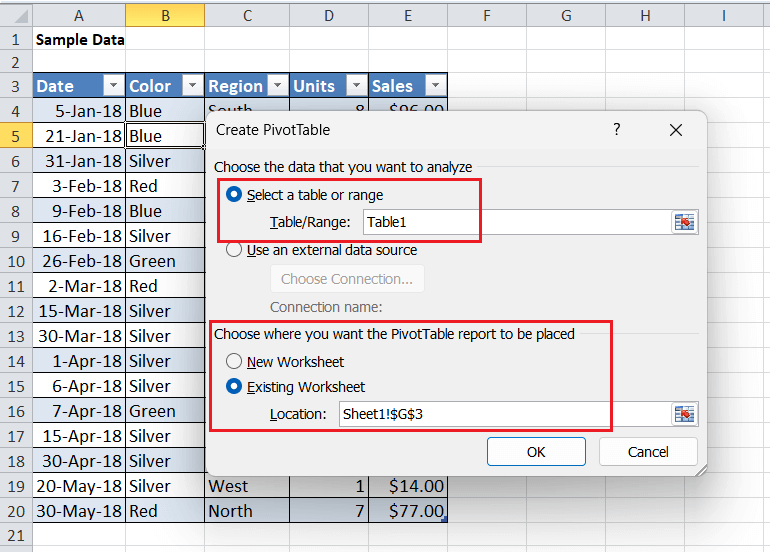 A B C D E F G H I
1 Sample Data
2
3 Date Color Region Units Sales
4 5-Jan-18 Blue South 8 $96.00
5 21-Jan-18 Blue
6 31-Jan-18 Silver
7 3-Feb-18 Red
8 9-Feb-18 Blue
9 16-Feb-18 Silver
10 26-Feb-18 Green
11 2-Mar-18 Red
12 15-Mar-18 Silver
13 30-Mar-18 Silver
14 1-Apr-18 Silver
15 6-Apr-18 Silver
16 7-Apr-18 Green
17 15-Apr-18 Silver
18 30-Apr-18 Silver
19 20-May-18 Silver West 1 $14.00
20 30-May-18 Red North 7 $77.00
21
Create PivotTable ?
Choose the data that you want to analyze
Select a table or range
Table/Range: Table1
Use an external data source
Choose Connection...
Connection name:
Choose where you want the PivotTable report to be placed
New Worksheet
Existing Worksheet
Location: Sheet1!$G$3
OK Cancel